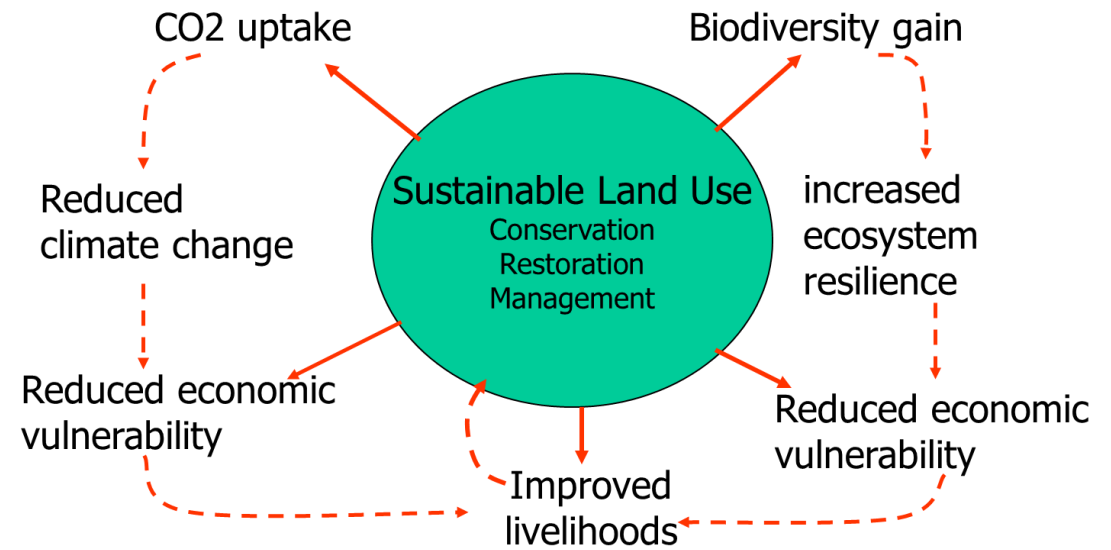 CO2 uptake
Biodiversity gain
Sustainable Land Use
Conservation
Restoration
Management
Reduced
climate change
increased
ecosystem
resilience
Reduced economic
vulnerability
Reduced economic
vulnerability
Improved
livelihoods